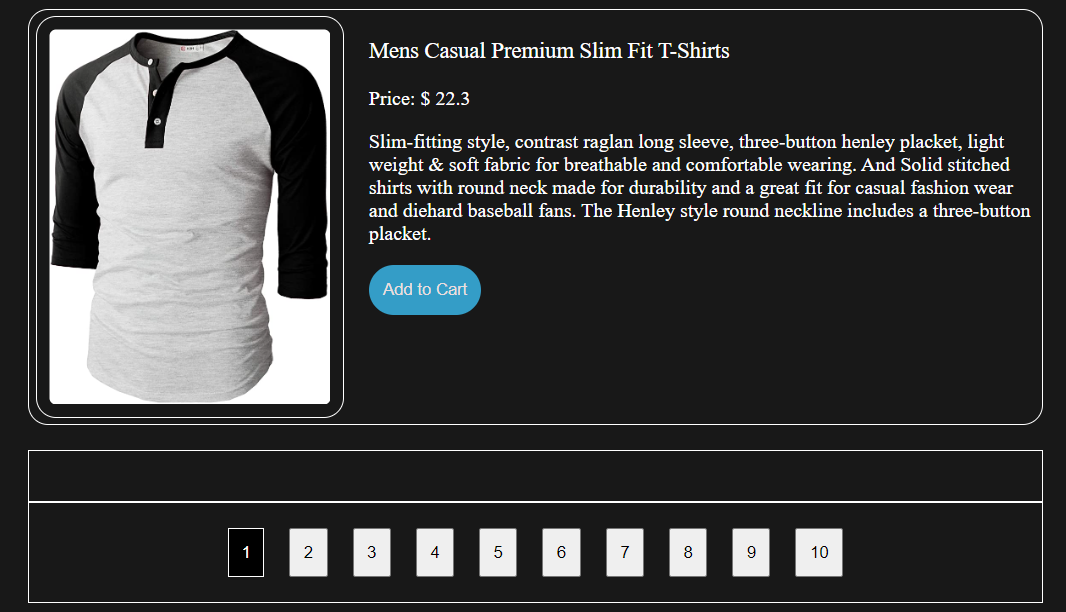 Mens Casual Premium Slim Fit T-Shirts
Price: $ 22.3
Slim-fitting style, contrast raglan long sleeve, three-button henley placket, light
weight & soft fabric for breathable and comfortable wearing. And Solid stitched
shirts with round neck made for durability and a great fit for casual fashion wear
and diehard baseball fans. The Henley style round neckline includes a three-button
placket.
Add to Cart
1 2 3 4 5 6 7 8 9 10